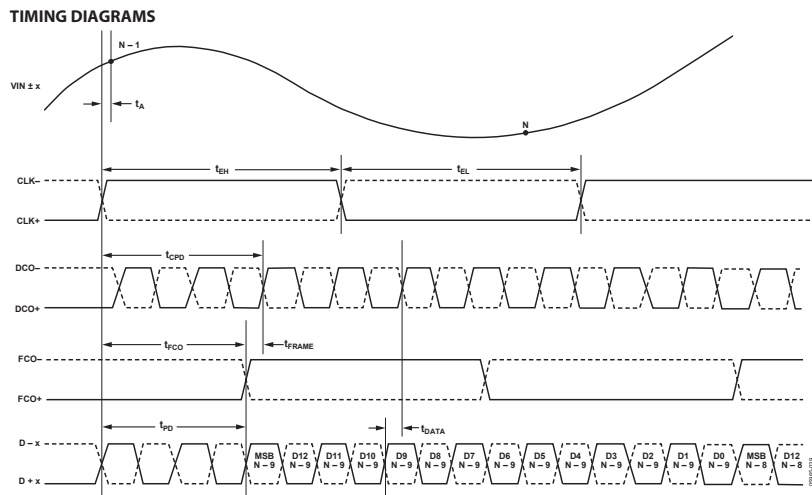 TIMING DIAGRAMS
N – 1
VIN ± x
tA
N
tEH
tEL
CLK–
CLK+
tCPD
DCO–
DCO+
tFCO
tFRAME
FCO–
FCO+
tPD
tDATA
D – x
MSB D12 D11 D10 D9 D8 D7 D6 D5 D4 D3 D2 D1 D0 MSB D12
N – 9 N – 9 N – 9 N – 9 N – 9 N – 9 N – 9 N – 9 N – 9 N – 9 N – 9 N – 9 N – 9 N – 9 N – 8 N – 8
D + x